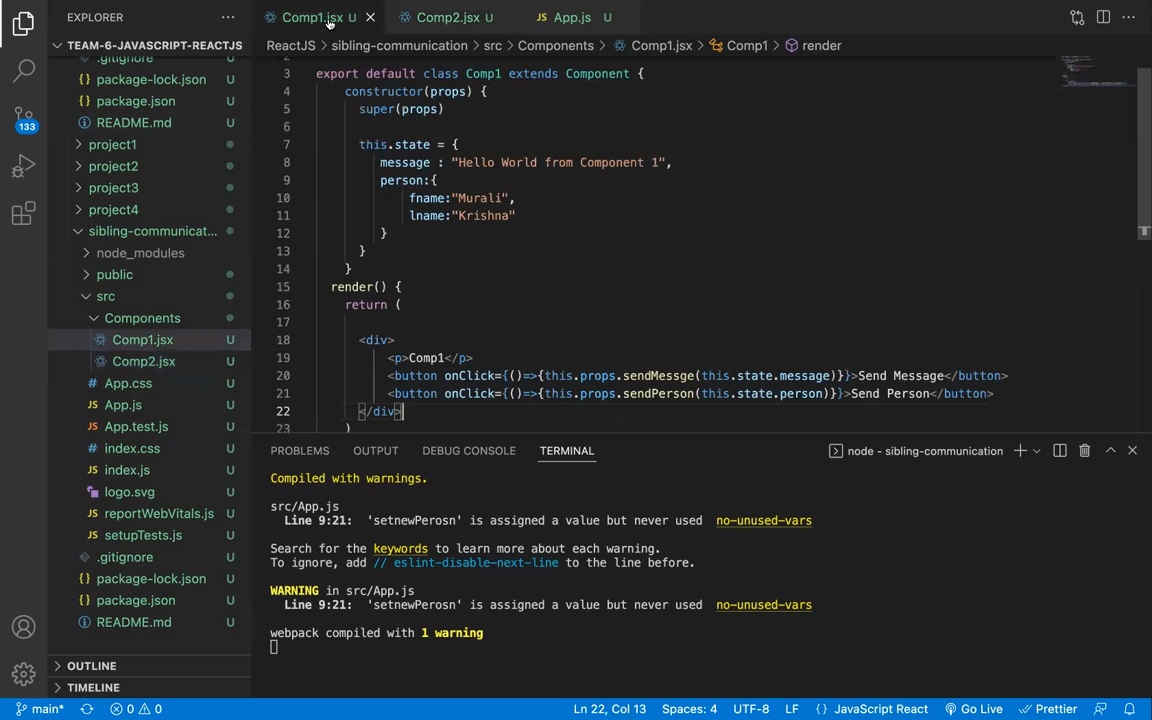 EXPLORER
Comp1.jsx U
Comp2.jsx U
JS App.js U
TEAM-6-JAVASCRIPT-REACTJS
ReactJS > sibling-communication > src > Components > Comp1.jsx > Comp1 > render
.gitignore U
{} package-lock.json U
{} package.json U
README.md U
project1
project2
project3
project4
sibling-communicat...
node_modules
public
src
Components
Comp1.jsx U
Comp2.jsx U
# App.css U
JS App.js U
JS App.test.js U
# index.css U
JS index.js U
logo.svg U
JS reportWebVitals.js U
JS setupTests.js U
.gitignore U
{} package-lock.json U
{} package.json U
README.md U
OUTLINE
TIMELINE
133
2
3 export default class Comp1 extends Component {
4 constructor(props) {
5 super(props)
6
7 this.state = {
8 message : "Hello World from Component 1",
9 person:{
10 fname:"Murali",
11 lname:"Krishna"
12 }
13 }
14 }
15 render() {
16 return (
17
18 <div>
19 <p>Comp1</p>
20 <button onClick={()=>{this.props.sendMessge(this.state.message)}}>Send Message</button>
21 <button onClick={()=>{this.props.sendPerson(this.state.person)}}>Send Person</button>
22 </div>
23 )
PROBLEMS OUTPUT DEBUG CONSOLE TERMINAL
node - sibling-communication
Compiled with warnings.
src/App.js
Line 9:21: 'setnewPerosn' is assigned a value but never used no-unused-vars
Search for the keywords to learn more about each warning.
To ignore, add // eslint-disable-next-line to the line before.
WARNING in src/App.js
Line 9:21: 'setnewPerosn' is assigned a value but never used no-unused-vars
webpack compiled with 1 warning
main* 0 0
Ln 22, Col 13 Spaces: 4 UTF-8 LF {} JavaScript React Go Live Prettier